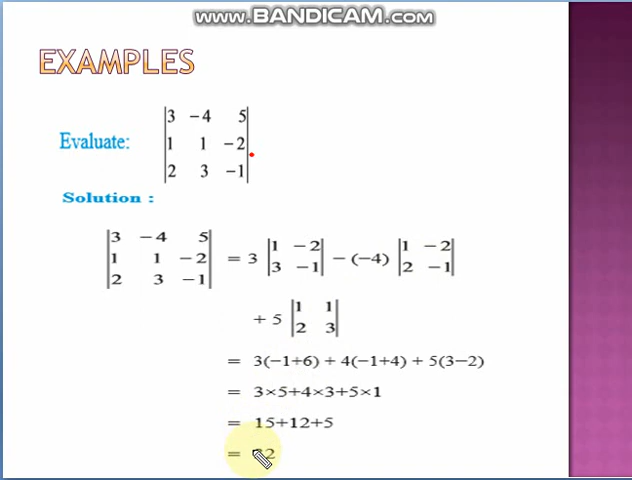 www.BANDICAM.com
EXAMPLES
Evaluate: |3 −4 5|
|1 1 −2|.
|2 3 −1|
Solution :
|3 −4 5|
|1 1 −2| = 3 |1 −2| − (−4) |1 −2|
|2 3 −1| |3 −1| |2 −1|
+ 5 |1 1|
|2 3|
= 3(−1+6) + 4(−1+4) + 5(3−2)
= 3×5+4×3+5×1
= 15+12+5
= 32